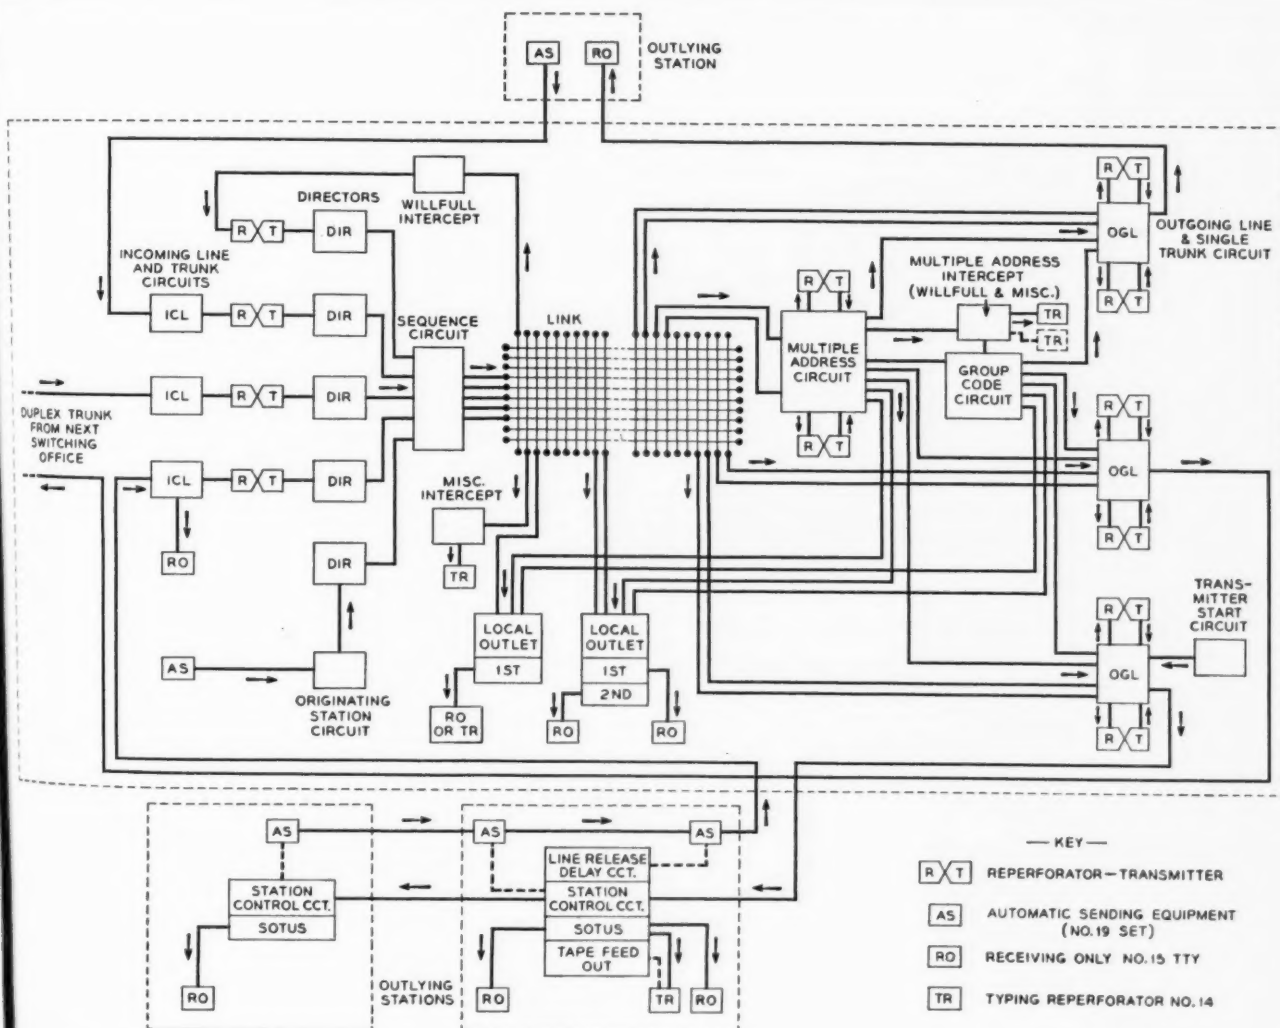 AS
RO
OUTLYING
STATION
DIRECTORS
WILLFULL
INTERCEPT
R T
DIR
INCOMING LINE
AND TRUNK
CIRCUITS
ICL
R T
DIR
SEQUENCE
CIRCUIT
LINK
ICL
R T
DIR
DUPLEX TRUNK
FROM NEXT
SWITCHING
OFFICE
ICL
R T
DIR
RO
MISC.
INTERCEPT
TR
DIR
AS
ORIGINATING
STATION
CIRCUIT
LOCAL
OUTLET
1ST
RO
OR TR
LOCAL
OUTLET
1ST
2ND
RO
RO
R T
MULTIPLE
ADDRESS
CIRCUIT
R T
MULTIPLE ADDRESS
INTERCEPT
(WILLFULL & MISC.)
TR
TR
GROUP
CODE
CIRCUIT
R T
OGL
R T
OUTGOING LINE
& SINGLE
TRUNK CIRCUIT
R T
OGL
R T
R T
OGL
R T
TRANS-
MITTER
START
CIRCUIT
AS
STATION
CONTROL CCT.
SOTUS
RO
OUTLYING
STATIONS
AS
AS
LINE RELEASE
DELAY CCT.
STATION
CONTROL CCT.
SOTUS
TAPE FEED
OUT
RO
TR
RO
— KEY —
R T REPERFORATOR–TRANSMITTER
AS AUTOMATIC SENDING EQUIPMENT
(NO. 19 SET)
RO RECEIVING ONLY NO. 15 TTY
TR TYPING REPERFORATOR NO. 14